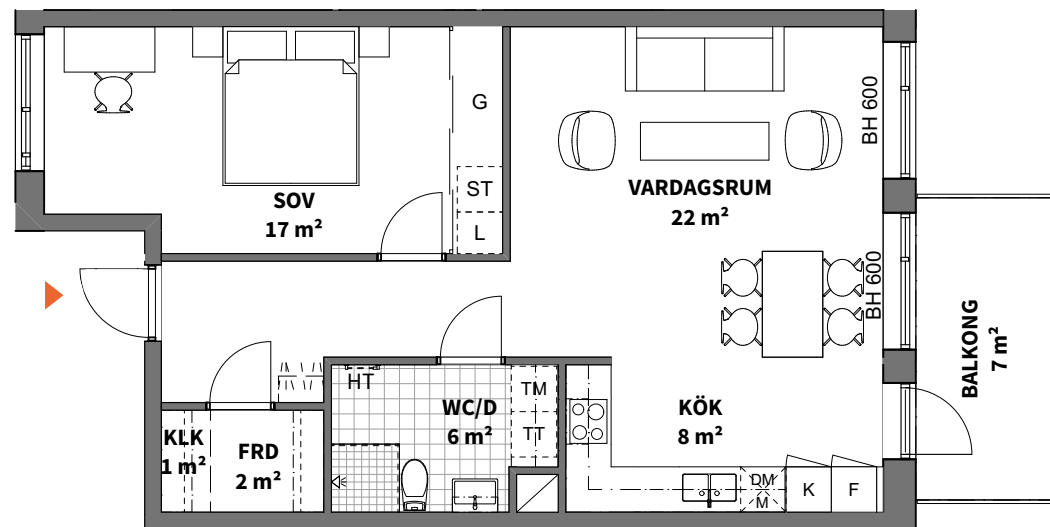 G
BH 600
ST
SOV
17 m²
L
VARDAGSRUM
22 m²
BH 600
BALKONG
7 m²
HT
TM
WC/D
6 m²
TT
KÖK
8 m²
KLK
1 m²
FRD
2 m²
DM
M
K
F